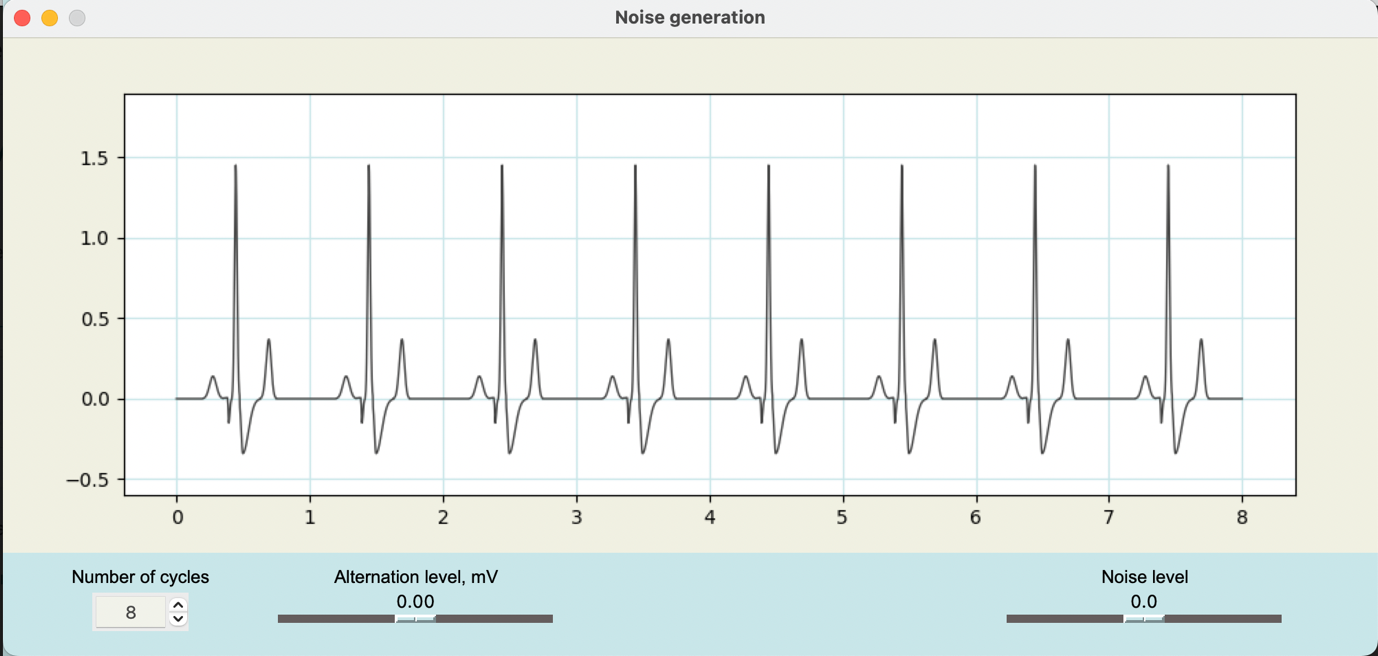 Noise generation
1.5
1.0
0.5
0.0
−0.5
0 1 2 3 4 5 6 7 8
Number of cycles
8
Alternation level, mV
0.00
Noise level
0.0